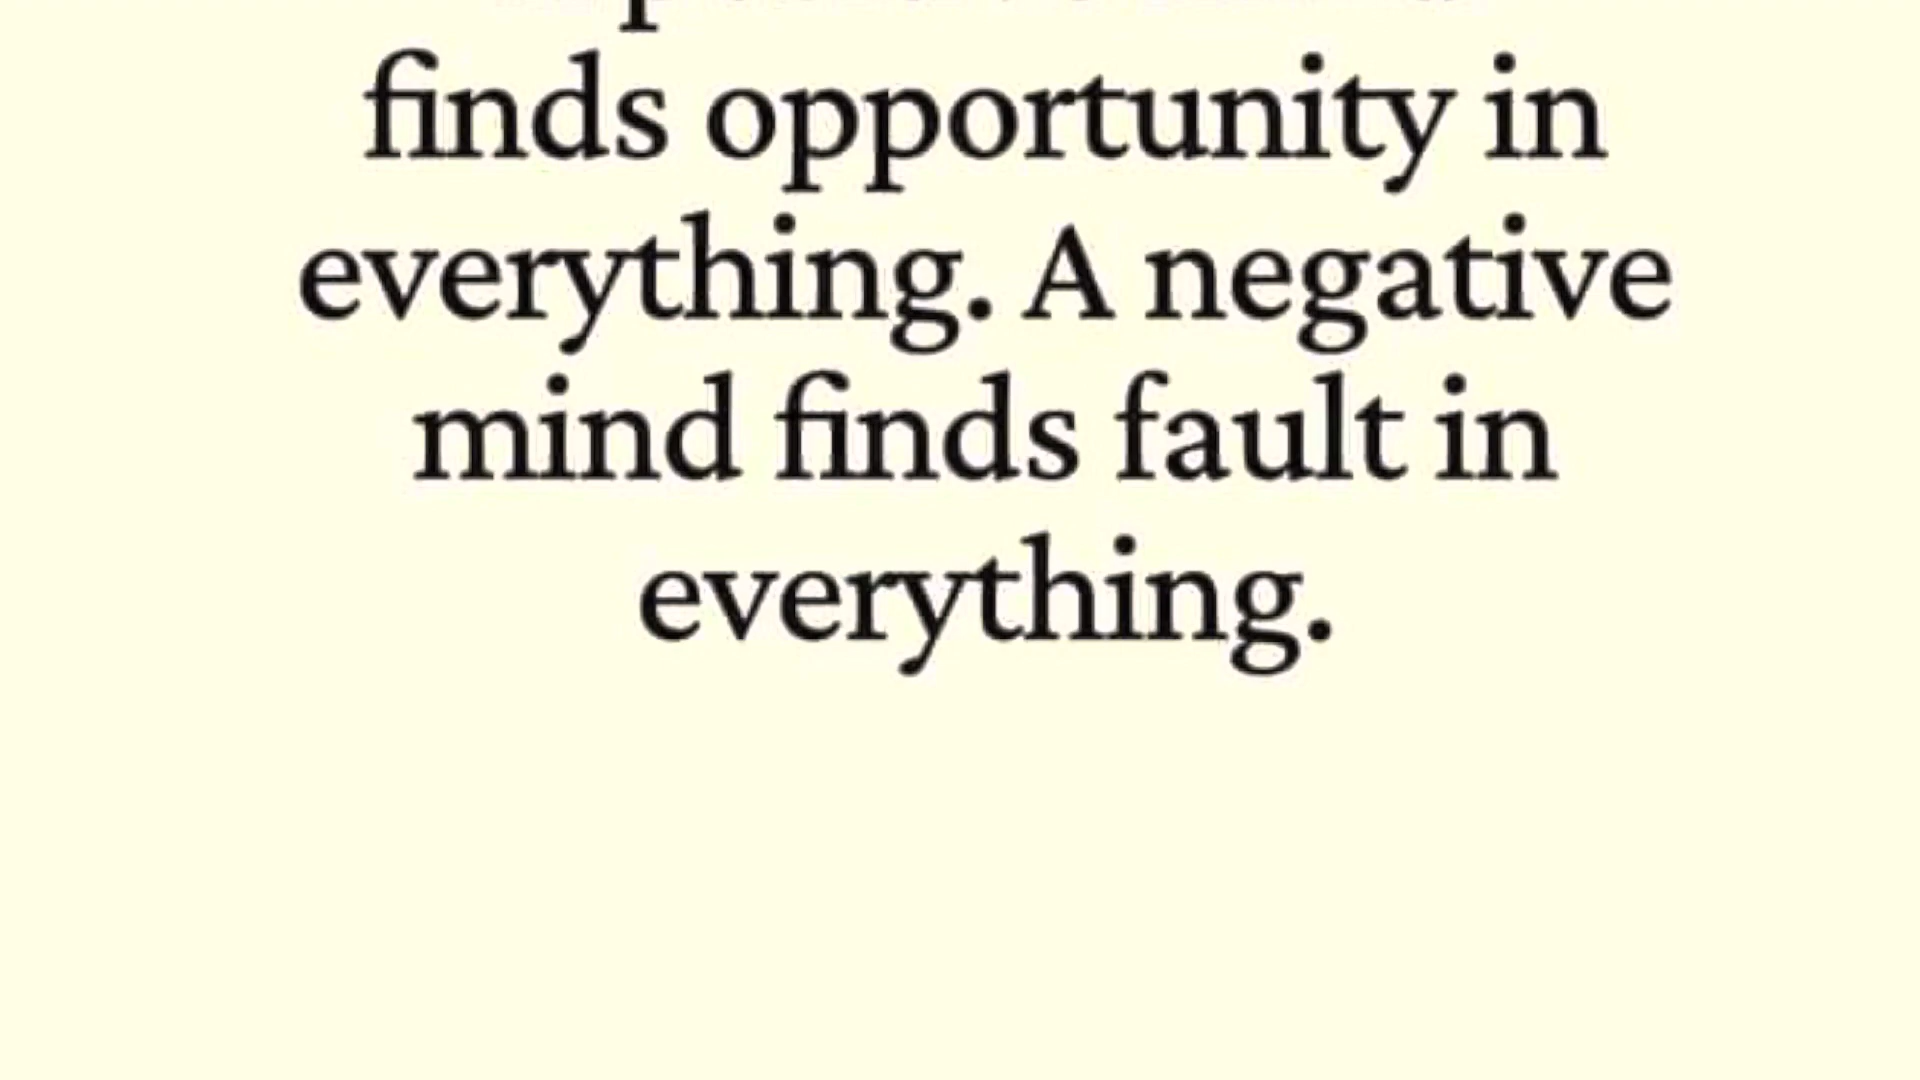 finds opportunity in
everything. A negative
mind finds fault in
everything.